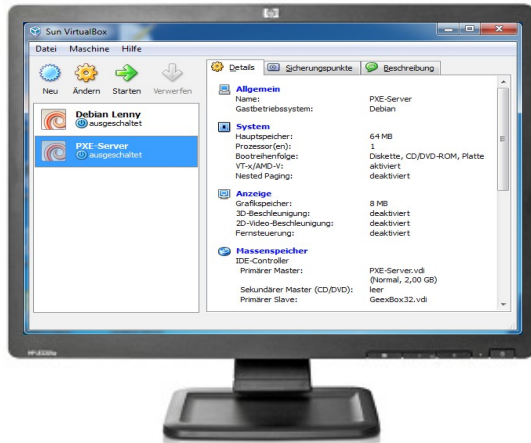 hp
Sun VirtualBox
Datei Maschine Hilfe
Neu Ändern Starten Verwerfen
Debian Lenny
ausgeschaltet
PXE-Server
ausgeschaltet
Details Sicherungspunkte Beschreibung
Allgemein
Name: PXE-Server
Gastbetriebssystem: Debian
System
Hauptspeicher: 64 MB
Prozessor(en): 1
Bootreihenfolge: Diskette, CD/DVD-ROM, Platte
VT-x/AMD-V: aktiviert
Nested Paging: deaktiviert
Anzeige
Grafikspeicher: 8 MB
3D-Beschleunigung: deaktiviert
2D-Video-Beschleunigung: deaktiviert
Fernsteuerung: deaktiviert
Massenspeicher
IDE-Controller
Primärer Master: PXE-Server.vdi
(Normal, 2,00 GB)
Sekundärer Master (CD/DVD): leer
Primärer Slave: GeexBox32.vdi